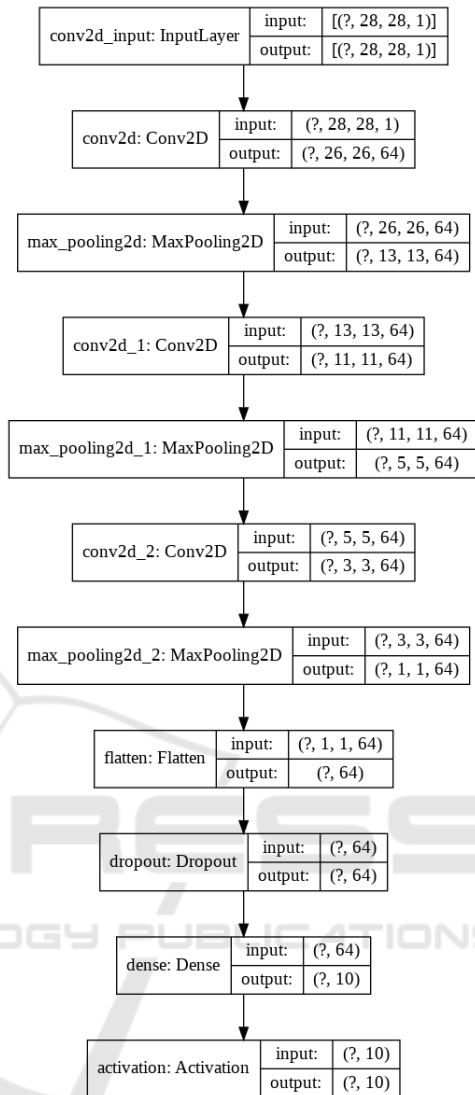 conv2d_input: InputLayer
input: [(?, 28, 28, 1)]
output: [(?, 28, 28, 1)]
conv2d: Conv2D
input: (?, 28, 28, 1)
output: (?, 26, 26, 64)
max_pooling2d: MaxPooling2D
input: (?, 26, 26, 64)
output: (?, 13, 13, 64)
conv2d_1: Conv2D
input: (?, 13, 13, 64)
output: (?, 11, 11, 64)
max_pooling2d_1: MaxPooling2D
input: (?, 11, 11, 64)
output: (?, 5, 5, 64)
conv2d_2: Conv2D
input: (?, 5, 5, 64)
output: (?, 3, 3, 64)
max_pooling2d_2: MaxPooling2D
input: (?, 3, 3, 64)
output: (?, 1, 1, 64)
flatten: Flatten
input: (?, 1, 1, 64)
output: (?, 64)
RESS
dropout: Dropout
input: (?, 64)
output: (?, 64)
OGY PUBLICATIONS
dense: Dense
input: (?, 64)
output: (?, 10)
activation: Activation
input: (?, 10)
output: (?, 10)